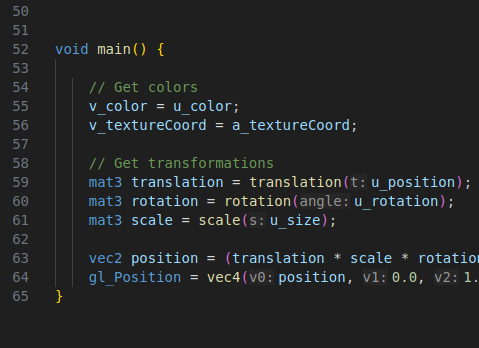 50
51
52 void main() {
53
54 // Get colors
55 v_color = u_color;
56 v_textureCoord = a_textureCoord;
57
58 // Get transformations
59 mat3 translation = translation(t: u_position);
60 mat3 rotation = rotation(angle: u_rotation);
61 mat3 scale = scale(s: u_size);
62
63 vec2 position = (translation * scale * rotation
64 gl_Position = vec4(v0: position, v1: 0.0, v2: 1.
65 }